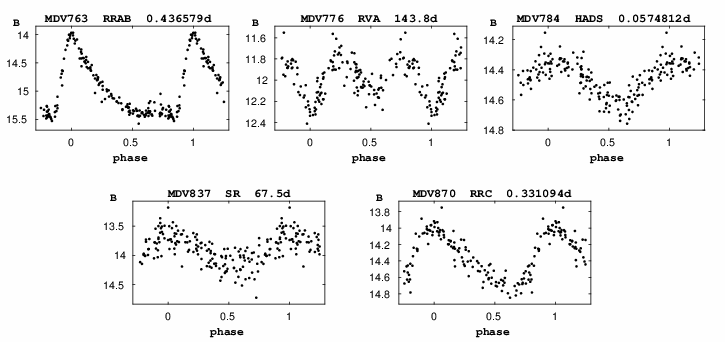 B MDV763 RRAB 0.436579d
14
14.5
15
15.5
0 1
phase
B MDV776 RVA 143.8d
11.6
11.8
12
12.2
12.4
0 0.5 1
phase
B MDV784 HADS 0.0574812d
14.2
14.4
14.6
14.8
0 0.5 1
phase
B MDV837 SR 67.5d
13.5
14
14.5
0 0.5 1
phase
B MDV870 RRC 0.331094d
13.8
14
14.2
14.4
14.6
14.8
0 0.5 1
phase